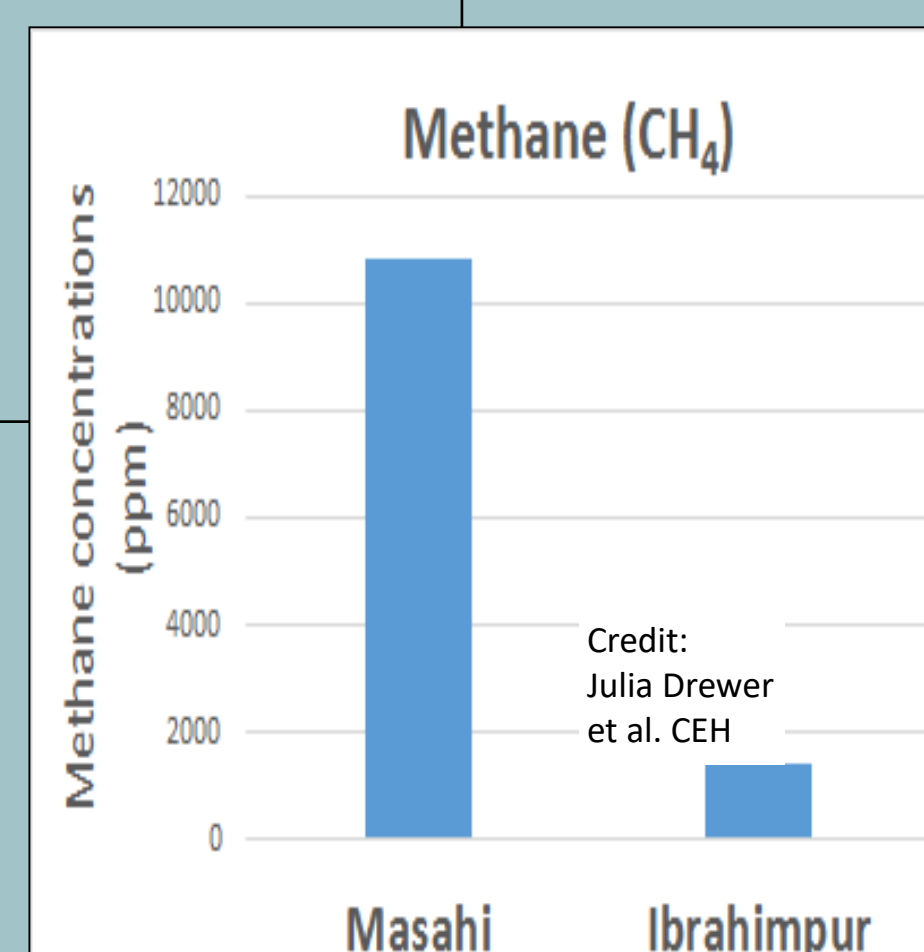 Methane (CH₄)
Methane concentrations
(ppm)
12000
10000
8000
6000
4000
2000
0
Credit:
Julia Drewer
et al. CEH
Masahi
Ibrahimpur